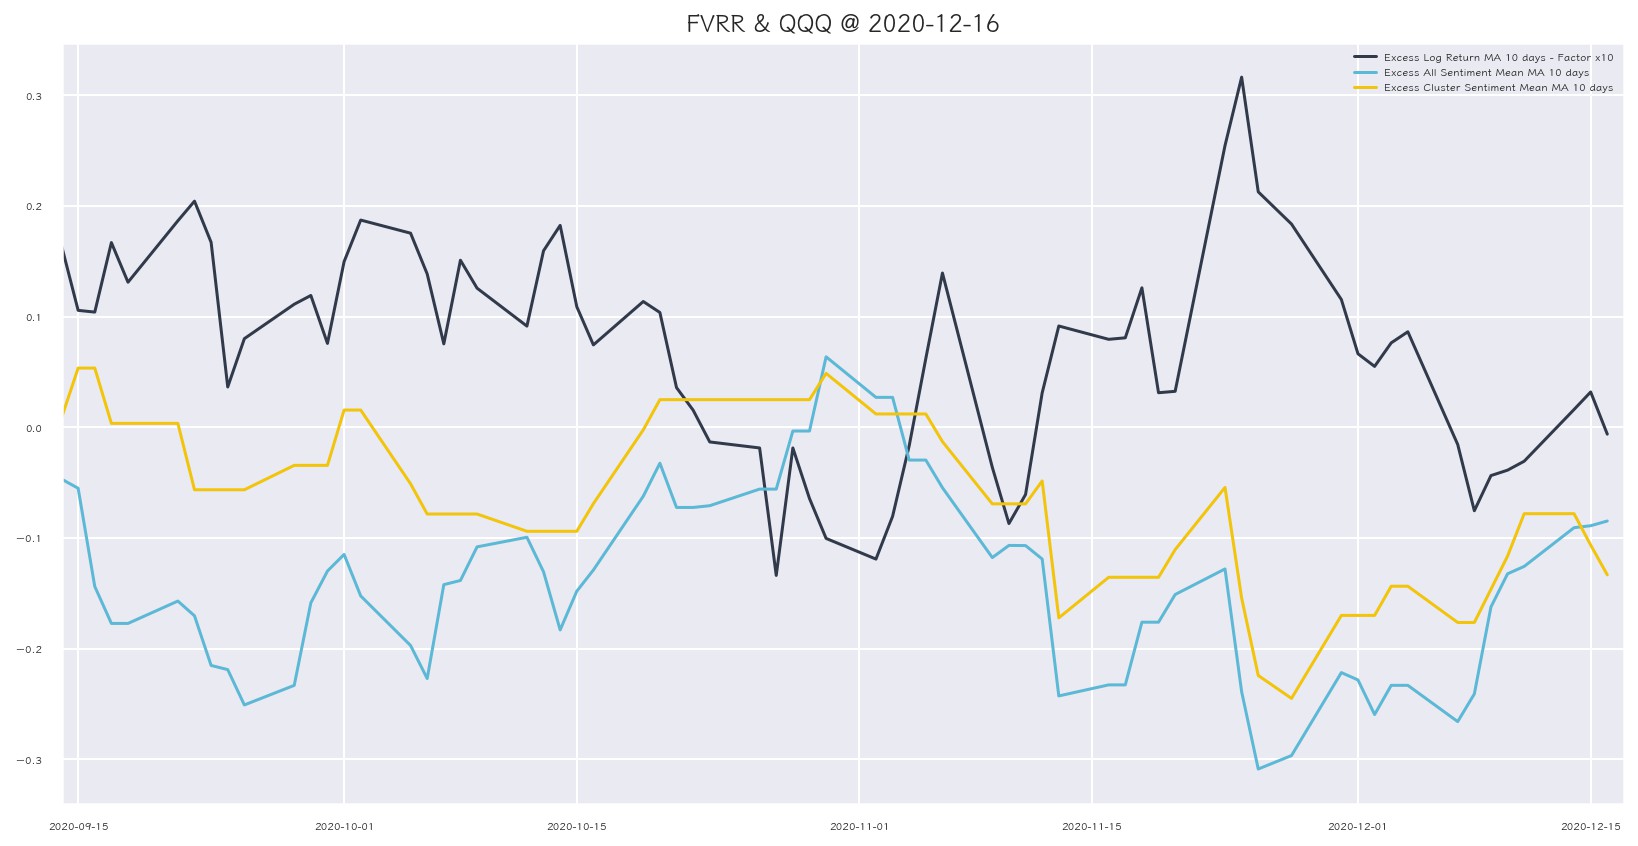 FVRR & QQQ @ 2020-12-16
Excess Log Return MA 10 days - Factor x10
Excess All Sentiment Mean MA 10 days
Excess Cluster Sentiment Mean MA 10 days
0.3
0.2
0.1
0.0
−0.1
−0.2
−0.3
2020-09-15 2020-10-01 2020-10-15 2020-11-01 2020-11-15 2020-12-01 2020-12-15